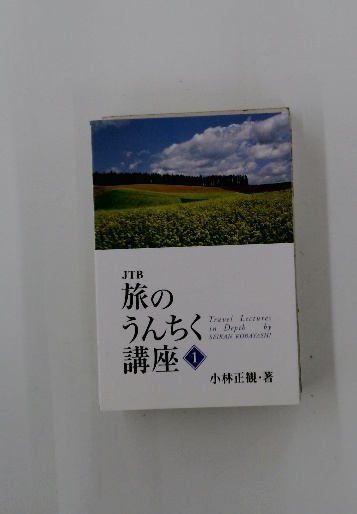 JTB
旅の
うんちく
講座 1
Travel Lectures
in Depth by
SEIKAN KOBAYASHI
小林正観・著